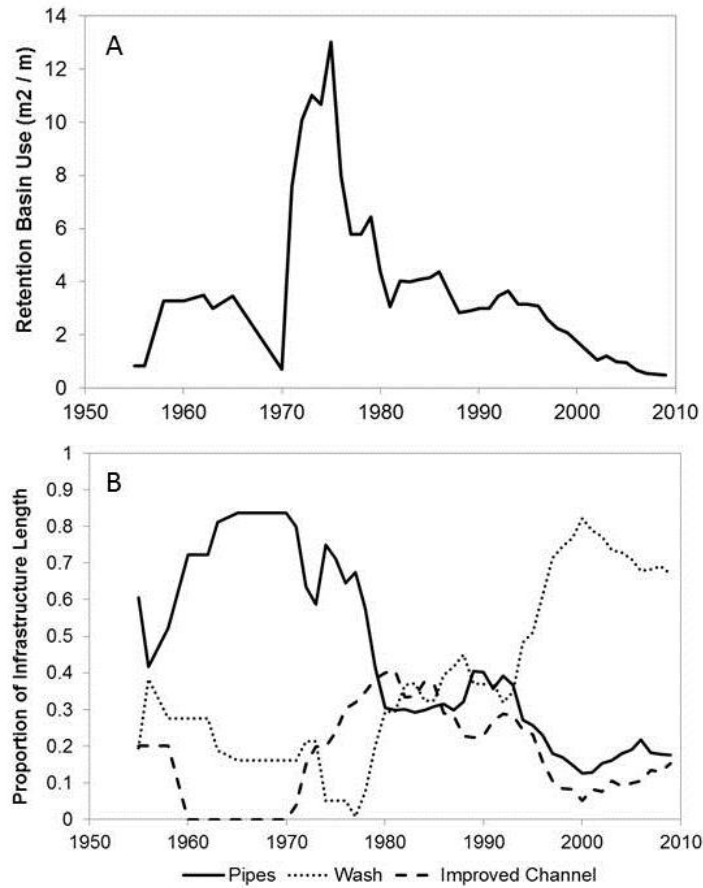 A
Retention Basin Use (m2 / m)
14
12
10
8
6
4
2
0
1950 1960 1970 1980 1990 2000 2010
B
Proportion of Infrastructure Length
1
0.9
0.8
0.7
0.6
0.5
0.4
0.3
0.2
0.1
0
1950 1960 1970 1980 1990 2000 2010
Pipes Wash Improved Channel